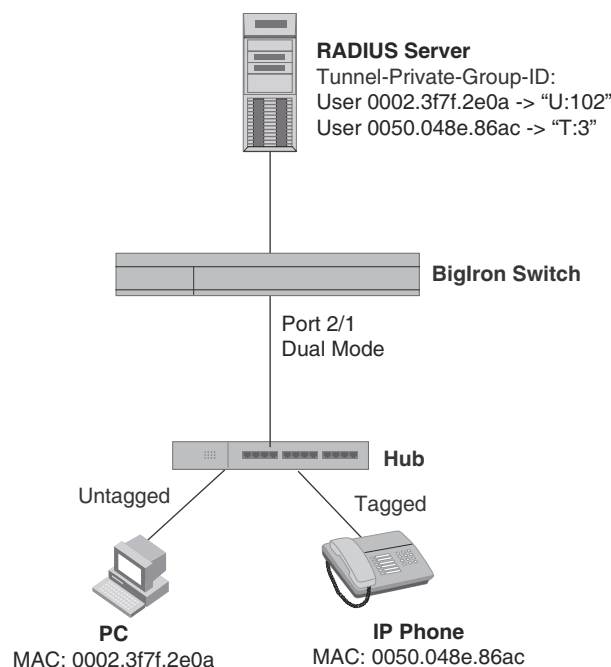 RADIUS Server
Tunnel-Private-Group-ID:
User 0002.3f7f.2e0a -> “U:102”
User 0050.048e.86ac -> “T:3”
BigIron Switch
Port 2/1
Dual Mode
Hub
Untagged
Tagged
PC
MAC: 0002.3f7f.2e0a
IP Phone
MAC: 0050.048e.86ac